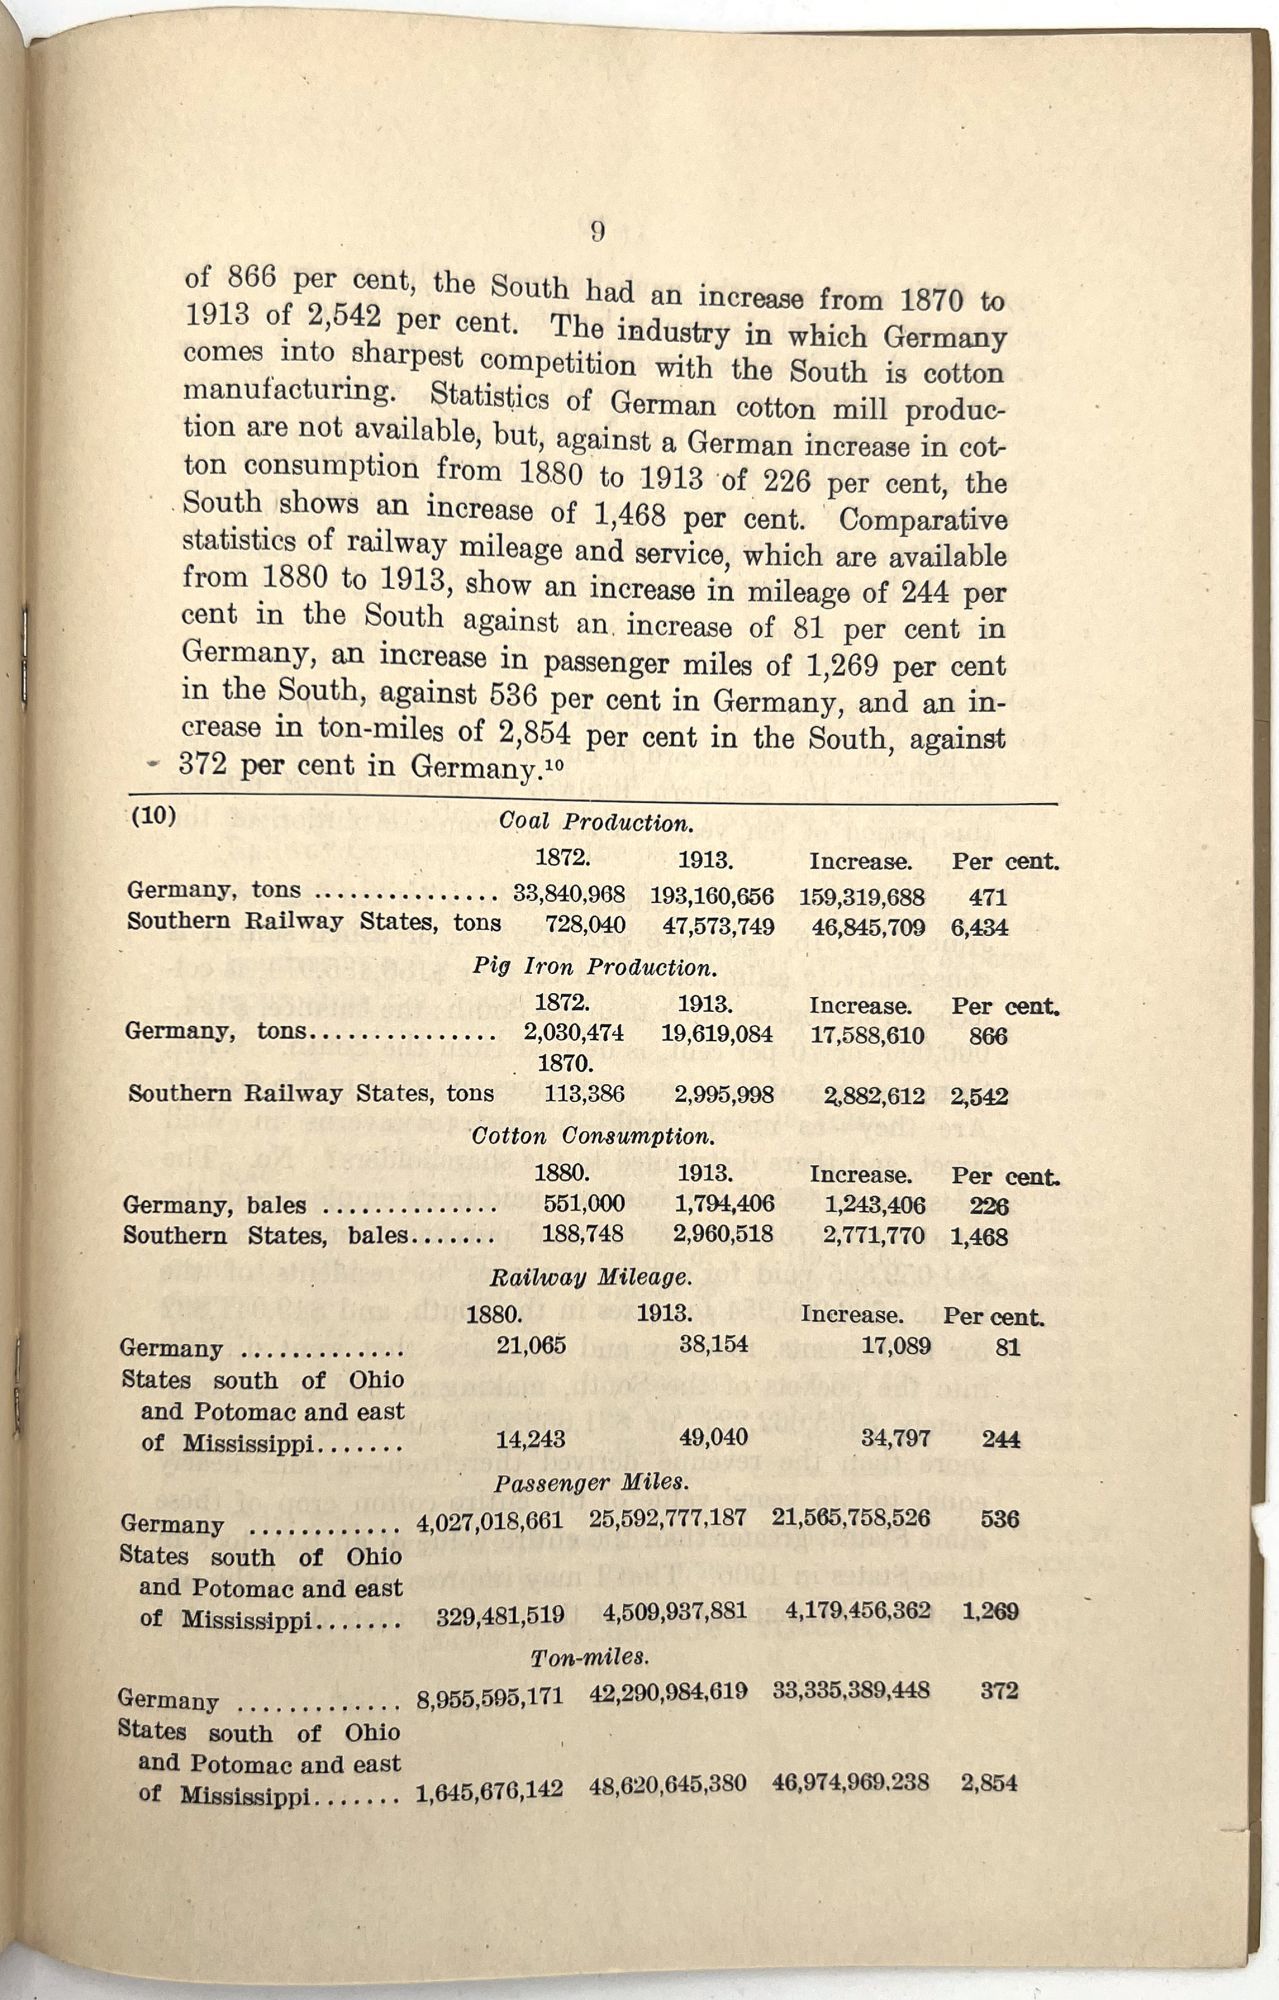 9
of 866 per cent, the South had an increase from 1870 to
1913 of 2,542 per cent. The industry in which Germany
comes into sharpest competition with the South is cotton
manufacturing. Statistics of German cotton mill produc-
tion are not available, but, against a German increase in cot-
ton consumption from 1880 to 1913 of 226 per cent, the
South shows an increase of 1,468 per cent. Comparative
statistics of railway mileage and service, which are available
from 1880 to 1913, show an increase in mileage of 244 per
cent in the South against an increase of 81 per cent in
Germany, an increase in passenger miles of 1,269 per cent
in the South, against 536 per cent in Germany, and an in-
crease in ton-miles of 2,854 per cent in the South, against
372 per cent in Germany.¹⁰
(10) Coal Production.
1872. 1913. Increase. Per cent.
Germany, tons ............... 33,840,968 193,160,656 159,319,688 471
Southern Railway States, tons 728,040 47,573,749 46,845,709 6,434
Pig Iron Production.
1872. 1913. Increase. Per cent.
Germany, tons............... 2,030,474 19,619,084 17,588,610 866
1870.
Southern Railway States, tons 113,386 2,995,998 2,882,612 2,542
Cotton Consumption.
1880. 1913. Increase. Per cent.
Germany, bales .............. 551,000 1,794,406 1,243,406 226
Southern States, bales....... 188,748 2,960,518 2,771,770 1,468
Railway Mileage.
1880. 1913. Increase. Per cent.
Germany ............. 21,065 38,154 17,089 81
States south of Ohio
and Potomac and east
of Mississippi....... 14,243 49,040 34,797 244
Passenger Miles.
Germany ............ 4,027,018,661 25,592,777,187 21,565,758,526 536
States south of Ohio
and Potomac and east
of Mississippi....... 329,481,519 4,509,937,881 4,179,456,362 1,269
Ton-miles.
Germany ............. 8,955,595,171 42,290,984,619 33,335,389,448 372
States south of Ohio
and Potomac and east
of Mississippi....... 1,645,676,142 48,620,645,380 46,974,969.238 2,854